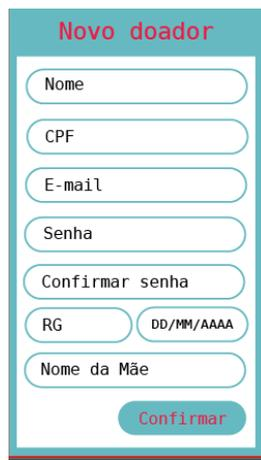 Novo doador
Nome
CPF
E-mail
Senha
Confirmar senha
RG DD/MM/AAAA
Nome da Mãe
Confirmar